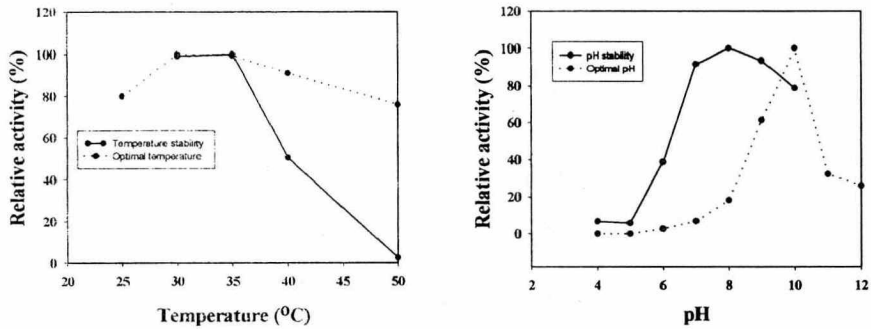 120
100
80
60
40
20
0
Relative activity (%)
Temperature stability
Optimal temperature
20 25 30 35 40 45 50
Temperature (°C)
120
100
80
60
40
20
0
Relative activity (%)
pH stability
Optimal pH
2 4 6 8 10 12
pH